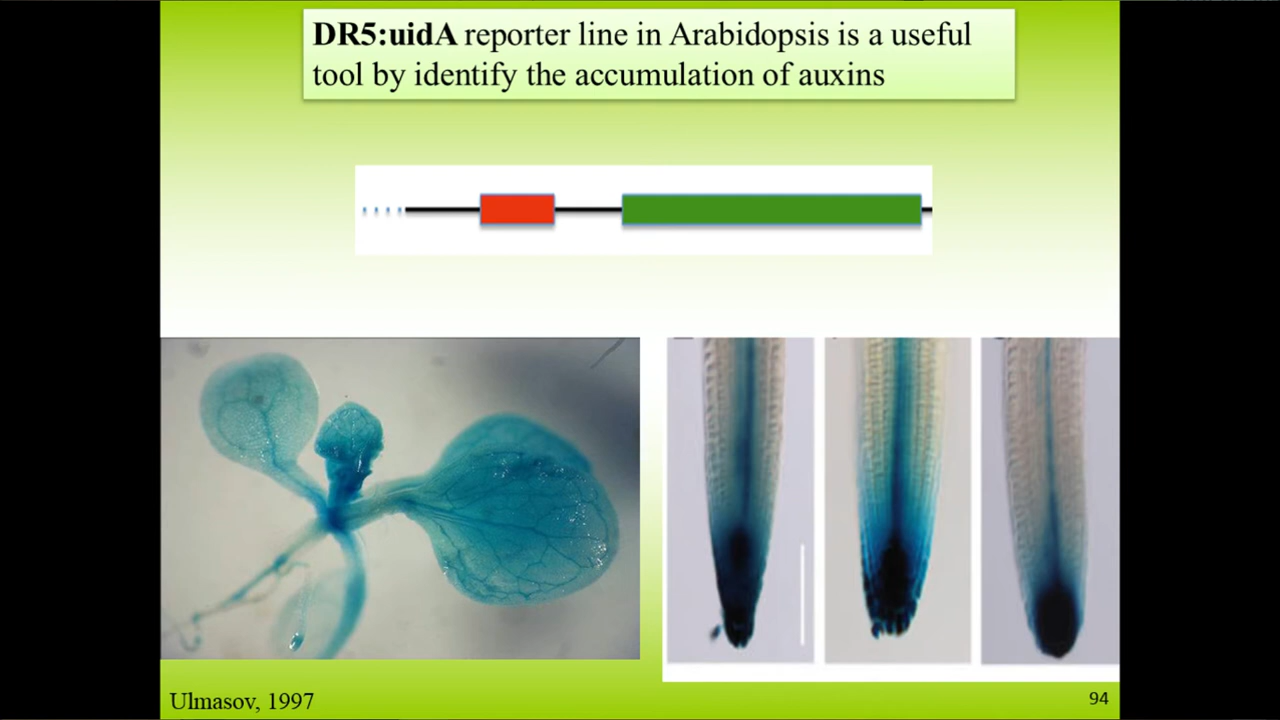 DR5:uidA reporter line in Arabidopsis is a useful
tool by identify the accumulation of auxins
Ulmasov, 1997
94